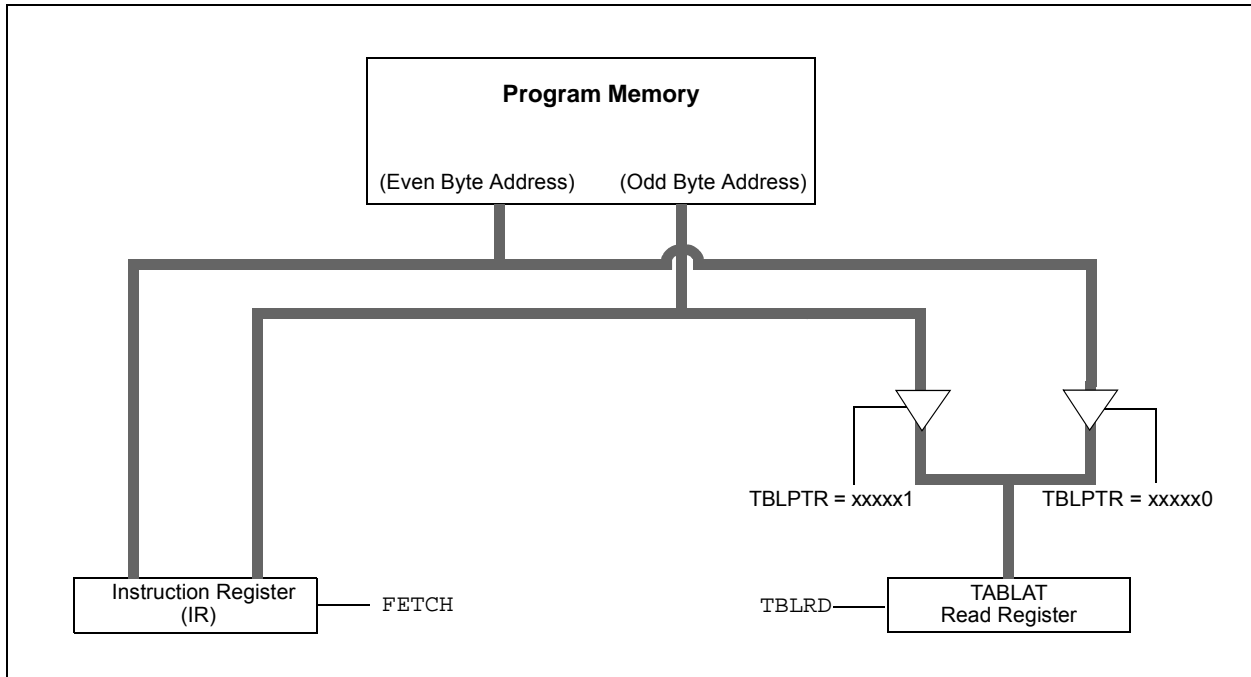 Program Memory
(Even Byte Address)
(Odd Byte Address)
TBLPTR = xxxxx1
TBLPTR = xxxxx0
Instruction Register
(IR)
FETCH
TBLRD
TABLAT
Read Register